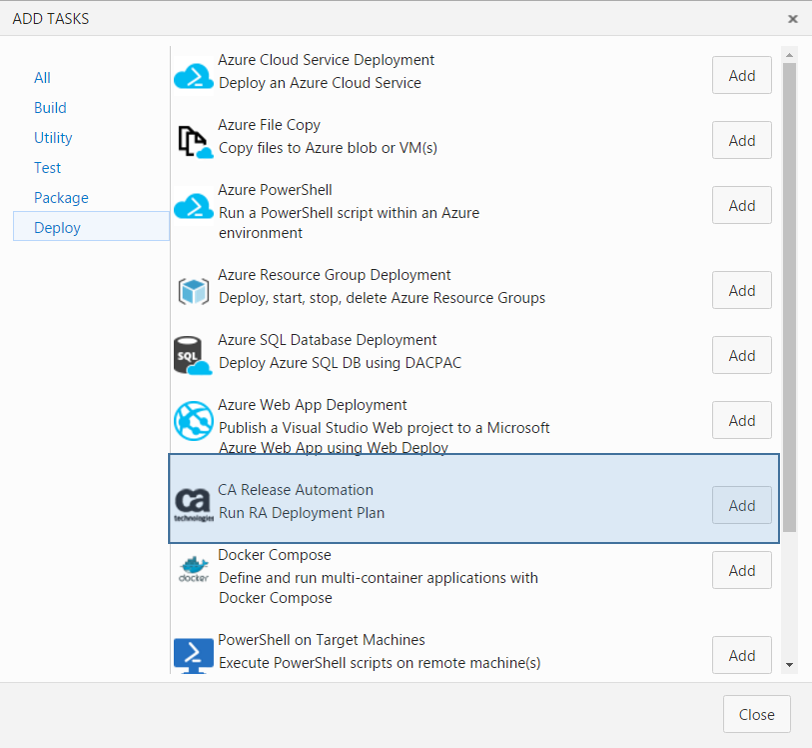 ADD TASKS
All
Build
Utility
Test
Package
Deploy
Azure Cloud Service Deployment
Deploy an Azure Cloud Service
Add
Azure File Copy
Copy files to Azure blob or VM(s)
Add
Azure PowerShell
Run a PowerShell script within an Azure
environment
Add
Azure Resource Group Deployment
Deploy, start, stop, delete Azure Resource Groups
Add
SQL
Azure SQL Database Deployment
Deploy Azure SQL DB using DACPAC
Add
Azure Web App Deployment
Publish a Visual Studio Web project to a Microsoft
Azure Web App using Web Deploy
Add
ca
technologies
CA Release Automation
Run RA Deployment Plan
Add
docker
Docker Compose
Define and run multi-container applications with
Docker Compose
Add
PowerShell on Target Machines
Execute PowerShell scripts on remote machine(s)
Add
Close